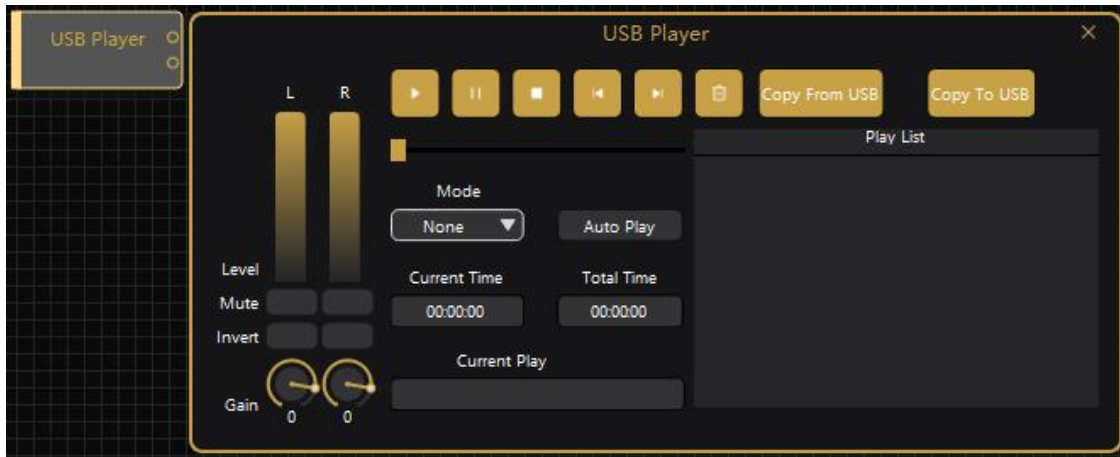 USB Player
USB Player
L R
Copy From USB Copy To USB
Play List
Mode
None Auto Play
Level
Current Time Total Time
Mute 00:00:00 00:00:00
Invert
Current Play
Gain
0 0